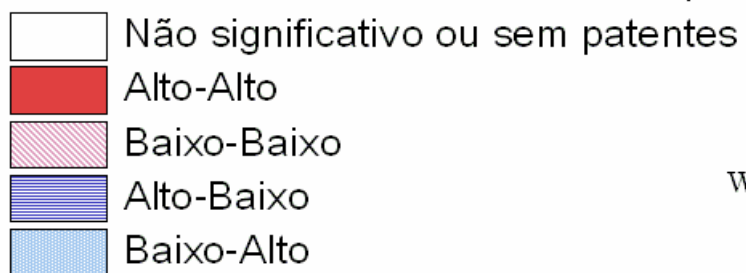 Não significativo ou sem patentes
Alto-Alto
Baixo-Baixo
W
Alto-Baixo
Baixo-Alto